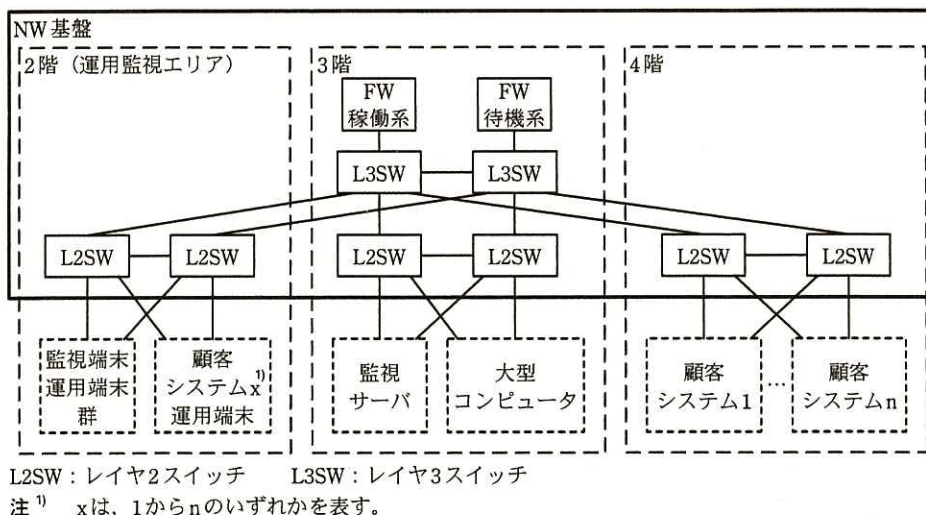 NW基盤
2階（運用監視エリア）
3階
4階
FW
稼働系
FW
待機系
L3SW
L3SW
L2SW
L2SW
L2SW
L2SW
L2SW
L2SW
監視端末
運用端末
群
顧客
システムx¹⁾
運用端末
監視
サーバ
大型
コンピュータ
顧客
システム1
…
顧客
システムn
L2SW：レイヤ2スイッチ　　L3SW：レイヤ3スイッチ
注¹⁾　xは，1からnのいずれかを表す。